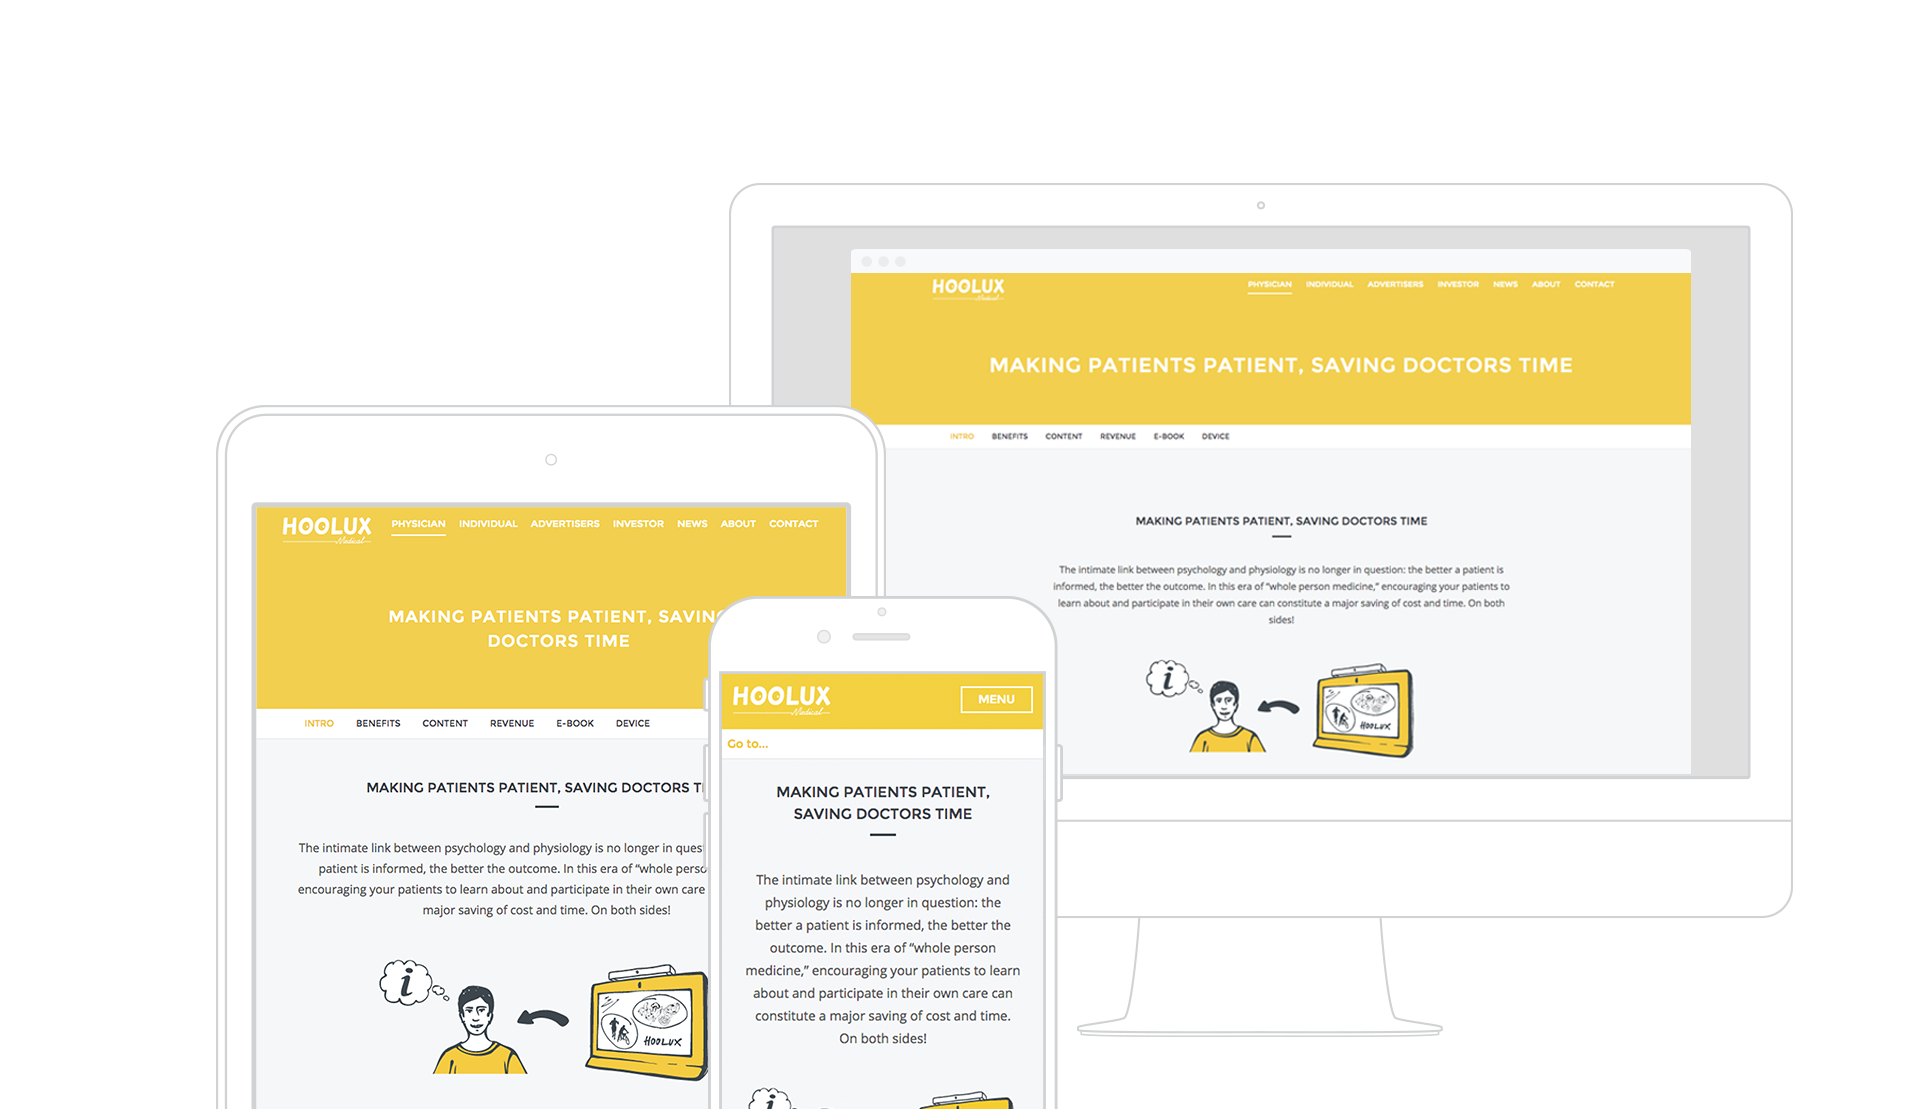 HOOLUX
Medical
PHYSICIAN INDIVIDUAL ADVERTISERS INVESTOR NEWS ABOUT CONTACT
MAKING PATIENTS PATIENT, SAVING DOCTORS TIME
INTRO BENEFITS CONTENT REVENUE E-BOOK DEVICE
MAKING PATIENTS PATIENT, SAVING DOCTORS TIME
The intimate link between psychology and physiology is no longer in question: the better a patient is
informed, the better the outcome. In this era of “whole person medicine,” encouraging your patients to
learn about and participate in their own care can constitute a major saving of cost and time. On both
sides!
i
HOOLUX
HOOLUX
Medical
PHYSICIAN INDIVIDUAL ADVERTISERS INVESTOR NEWS ABOUT CONTACT
MAKING PATIENTS PATIENT, SAVING
DOCTORS TIME
INTRO BENEFITS CONTENT REVENUE E-BOOK DEVICE
MAKING PATIENTS PATIENT, SAVING DOCTORS
The intimate link between psychology and physiology is no longer in
patient is informed, the better the outcome. In this era of “whole
encouraging your patients to learn about and participate in their own care
major saving of cost and time. On both sides!
i
HOOLUX
HOOLUX
Medical
MENU
Go to...
MAKING PATIENTS PATIENT,
SAVING DOCTORS TIME
The intimate link between psychology and
physiology is no longer in question: the
better a patient is informed, the better the
outcome. In this era of “whole person
medicine,” encouraging your patients to learn
about and participate in their own care can
constitute a major saving of cost and time.
On both sides!
i